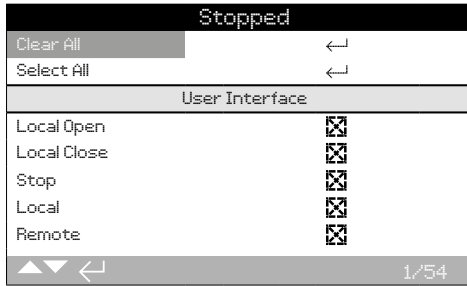 Stopped
Clear All
Select All
User Interface
Local Open
Local Close
Stop
Local
Remote
1/54